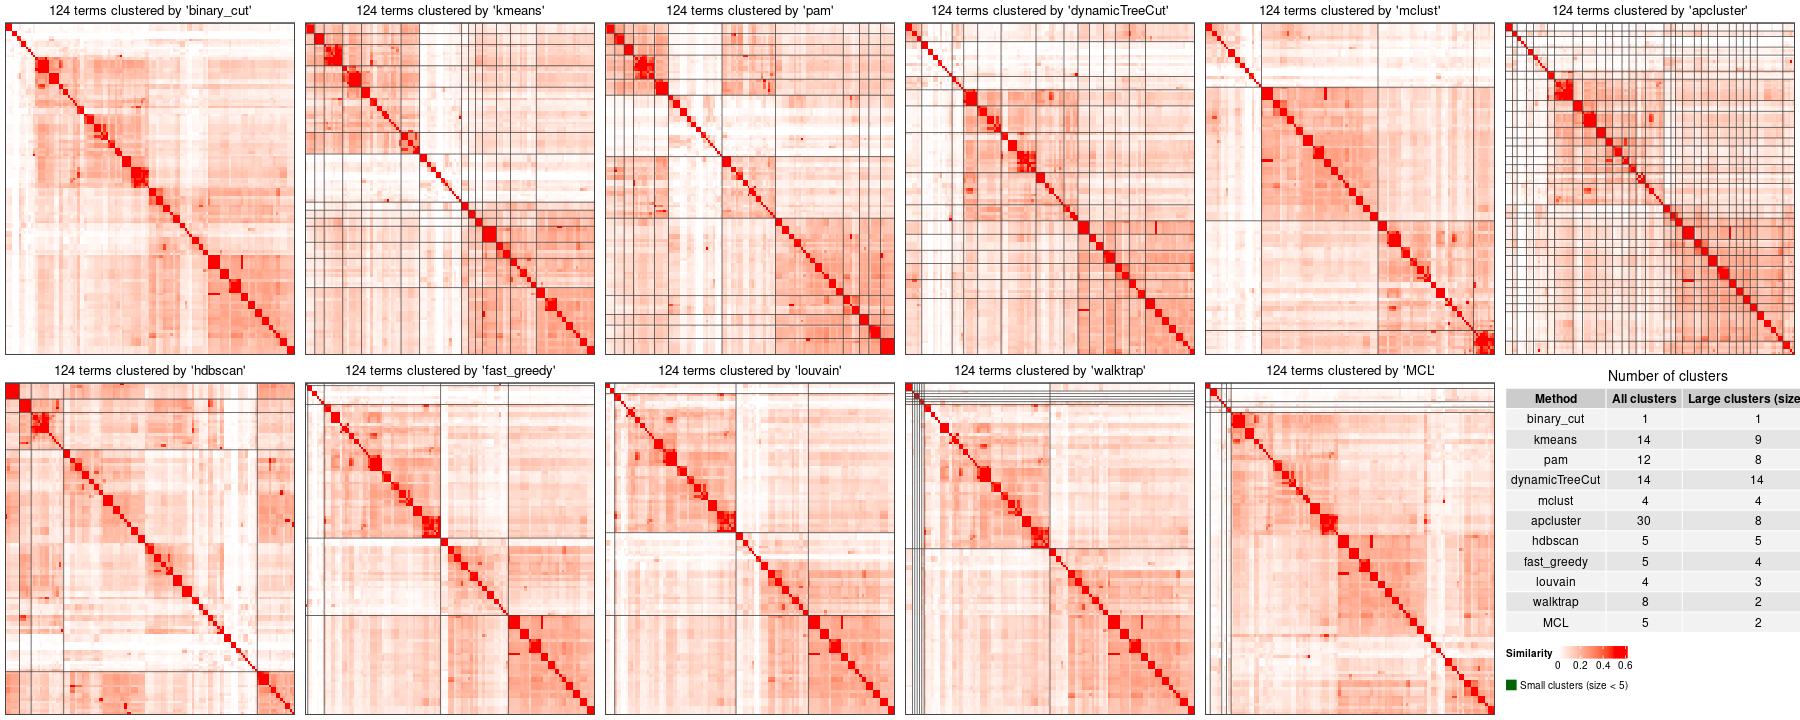 124 terms clustered by 'binary_cut'
124 terms clustered by 'kmeans'
124 terms clustered by 'pam'
124 terms clustered by 'dynamicTreeCut'
124 terms clustered by 'mclust'
124 terms clustered by 'apcluster'
124 terms clustered by 'hdbscan'
124 terms clustered by 'fast_greedy'
124 terms clustered by 'louvain'
124 terms clustered by 'walktrap'
124 terms clustered by 'MCL'
Number of clusters
Method All clusters Large clusters (size
binary_cut 1 1
kmeans 14 9
pam 12 8
dynamicTreeCut 14 14
mclust 4 4
apcluster 30 8
hdbscan 5 5
fast_greedy 5 4
louvain 4 3
walktrap 8 2
MCL 5 2
Similarity
0 0.2 0.4 0.6
Small clusters (size < 5)